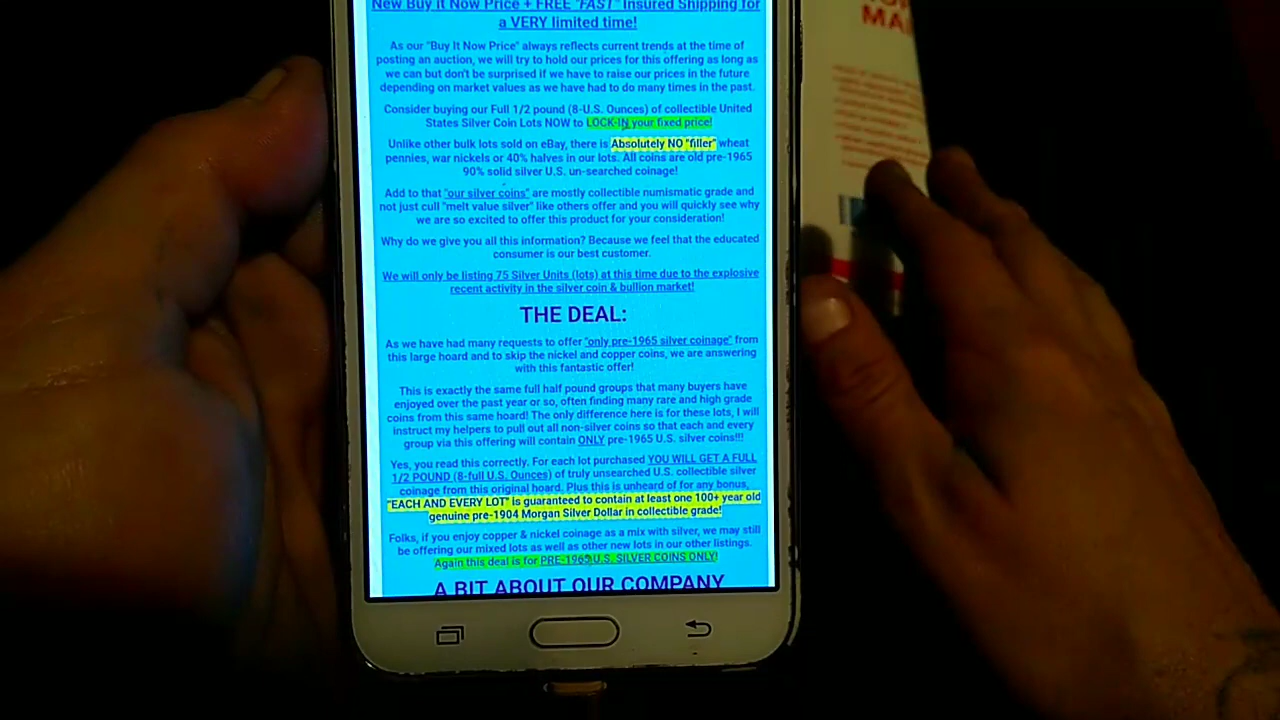 New Buy It Now Price + FREE "FAST" Insured Shipping for
a VERY limited time!
As our "Buy It Now Price" always reflects current trends at the time of
posting an auction, we will try to hold our prices for this offering as long as
we can but don't be surprised if we have to raise our prices in the future
depending on market values as we have had to do many times in the past.
Consider buying our Full 1/2 pound (8-U.S. Ounces) of collectible United
States Silver Coin Lots NOW to LOCK-IN your fixed price!
Unlike other bulk lots sold on eBay, there is Absolutely NO "filler" wheat
pennies, war nickels or 40% halves in our lots. All coins are old pre-1965
90% solid silver U.S. un-searched coinage!
Add to that "our silver coins" are mostly collectible numismatic grade and
not just cull "melt value silver" like others offer and you will quickly see why
we are so excited to offer this product for your consideration!
Why do we give you all this information? Because we feel that the educated
consumer is our best customer.
We will only be listing 75 Silver Units (lots) at this time due to the explosive
recent activity in the silver coin & bullion market!
THE DEAL:
As we have had many requests to offer "only pre-1965 silver coinage" from
this large hoard and to skip the nickel and copper coins, we are answering
with this fantastic offer!
This is exactly the same full half pound groups that many buyers have
enjoyed over the past year or so, often finding many rare and high grade
coins from this same hoard! The only difference here is for these lots, I will
instruct my helpers to pull out all non-silver coins so that each and every
group via this offering will contain ONLY pre-1965 U.S. silver coins!!!
Yes, you read this correctly. For each lot purchased YOU WILL GET A FULL
1/2 POUND (8-full U.S. Ounces) of truly unsearched U.S. collectible silver
coinage from this original hoard. Plus this is unheard of for any bonus,
"EACH AND EVERY LOT" is guaranteed to contain at least one 100+ year old
genuine pre-1904 Morgan Silver Dollar in collectible grade!
Folks, if you enjoy copper & nickel coinage as a mix with silver, we may still
be offering our mixed lots as well as other new lots in our other listings.
Again this deal is for PRE-1965 U.S. SILVER COINS ONLY!
A BIT ABOUT OUR COMPANY